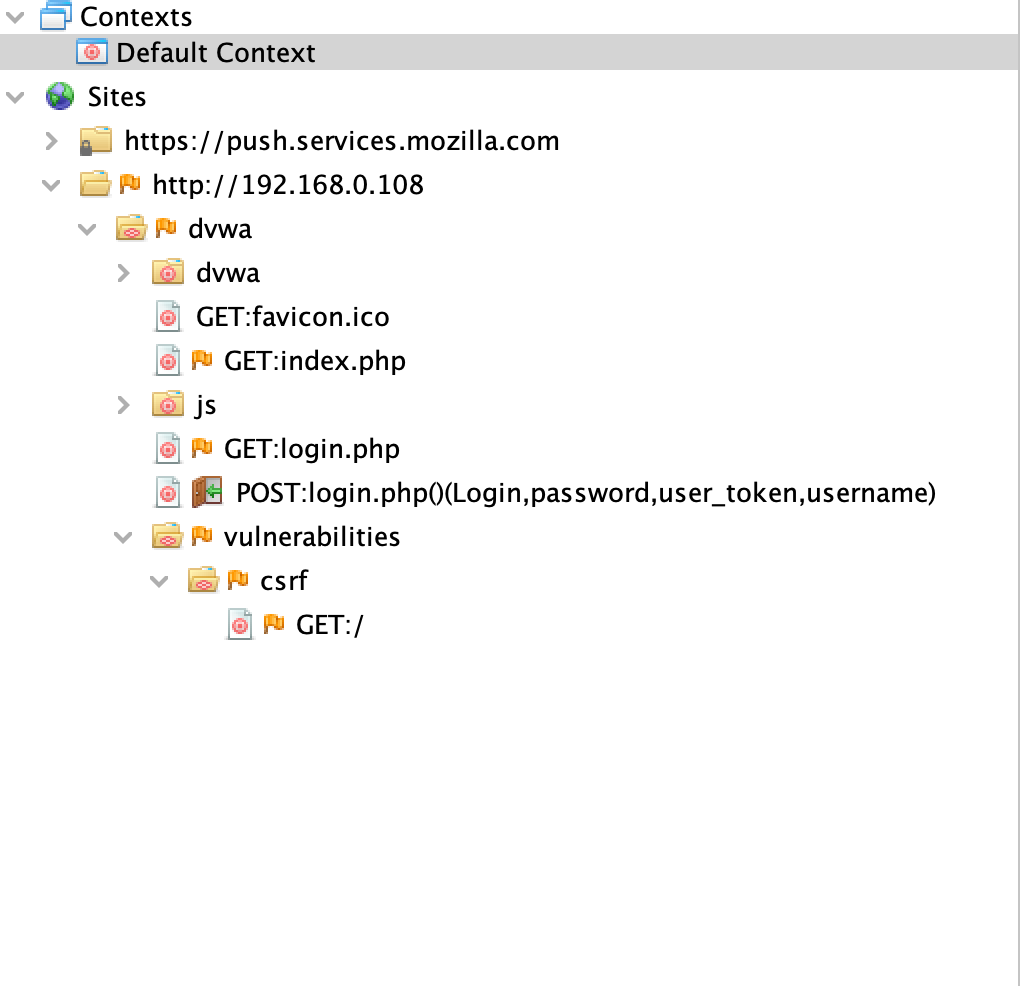 Contexts
Default Context
Sites
https://push.services.mozilla.com
http://192.168.0.108
dvwa
dvwa
GET:favicon.ico
GET:index.php
js
GET:login.php
POST:login.php()(Login,password,user_token,username)
vulnerabilities
csrf
GET:/